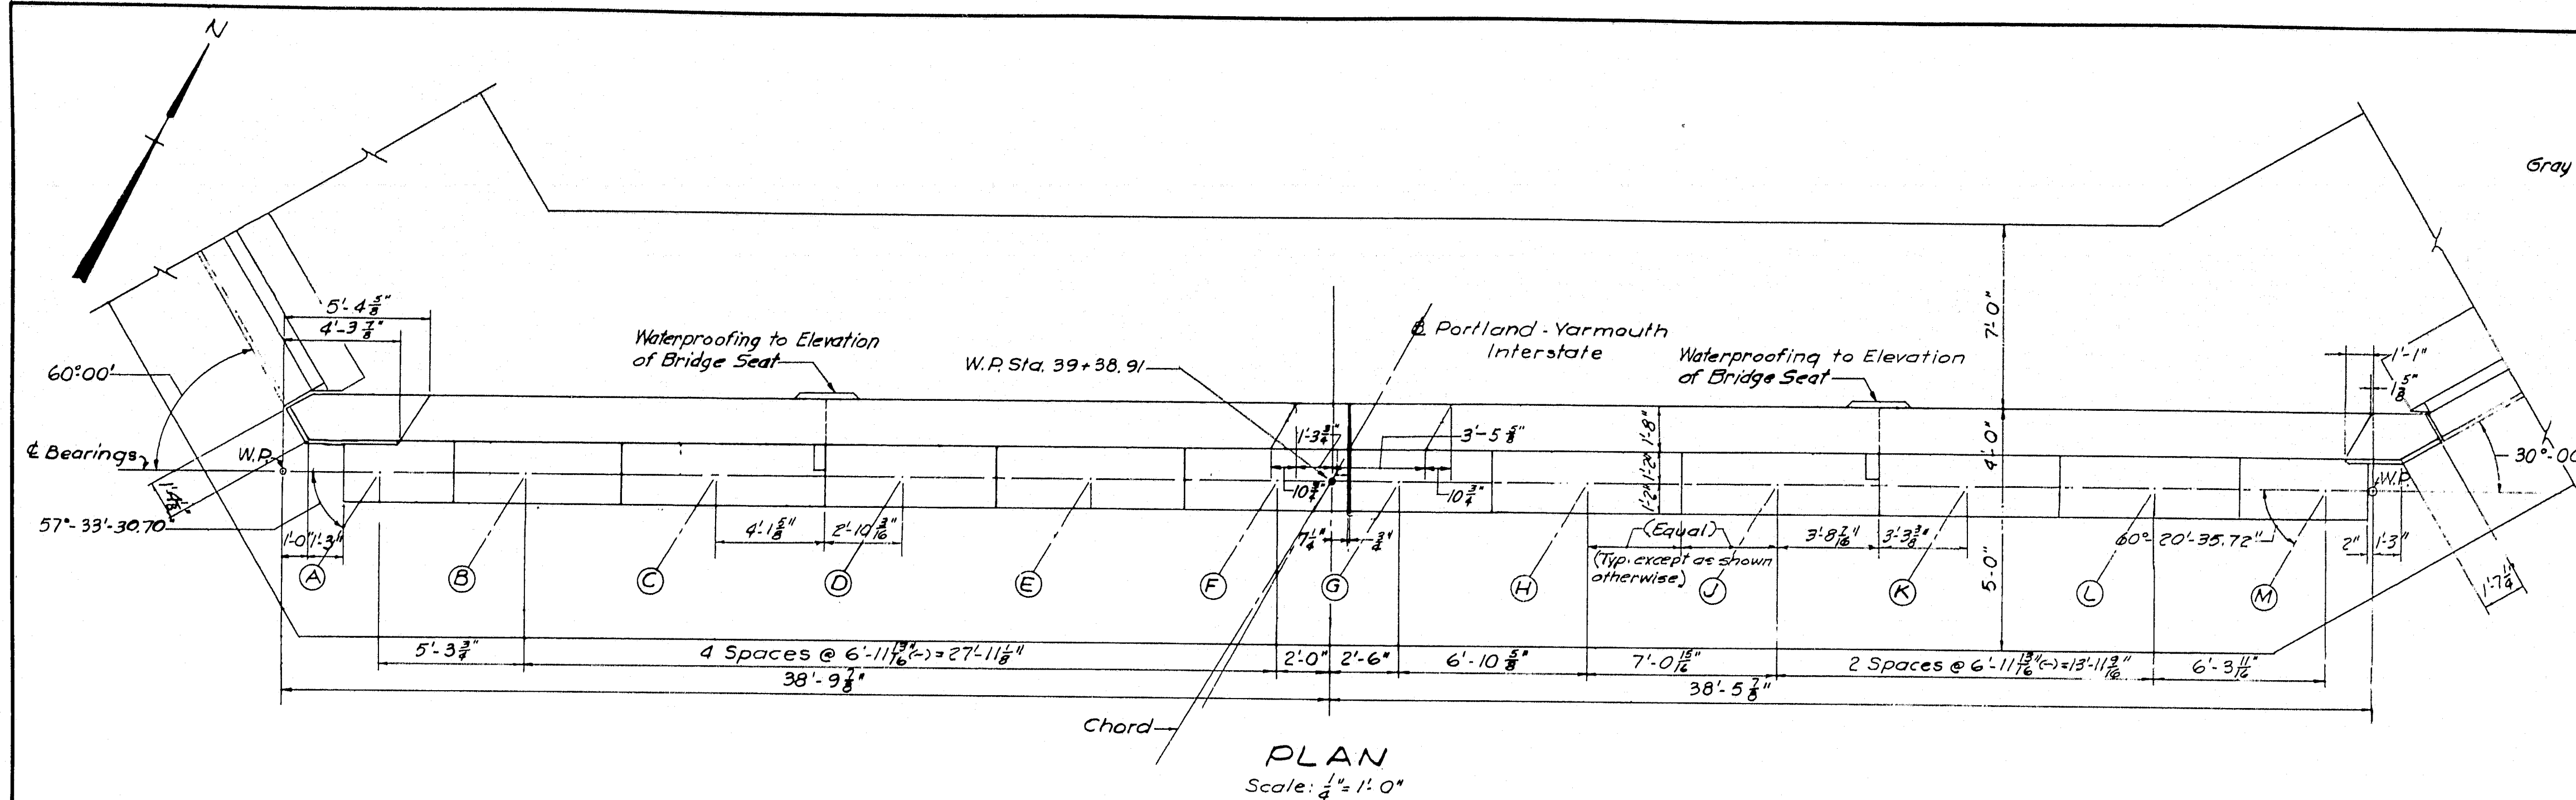 N
Gray
5'-4 5/8"
4'-3 7/8"
60°00'
Waterproofing to Elevation
of Bridge Seat
W.P. Sta. 39+38.91
℄ Portland - Yarmouth
Interstate
Waterproofing to Elevation
of Bridge Seat
7'-0"
1'-1"
1 5/8"
℄ Bearings
W.P.
1'-3 3/4"
3'-5 5/8"
1'-8"
1'-2"
1'-2"
4'-0"
30°-00
W.P.
10 3/4"
10 3/4"
57°-33'-30.70
1'-0"
1'-3"
4'-1 5/8"
2'-10 3/16"
7 1/4"
3/4"
(Equal)
(Typ. except as shown
otherwise)
3'-8 7/16"
3'-3 3/8"
60°-20'-35.72"
2"
1'-3"
5'-0"
A
B
C
D
E
F
G
H
J
K
L
M
5'-3 3/4"
4 Spaces @ 6'-11 13/16"(-)=27'-11 1/8"
2'-0"
2'-6"
6'-10 5/8"
7'-0 15/16"
2 Spaces @ 6'-11 13/16"(-)=13'-11 9/16"
6'-3 11/16"
38'-9 7/8"
38'-5 7/8"
Chord
PLAN
Scale: 1/4"=1'-0"